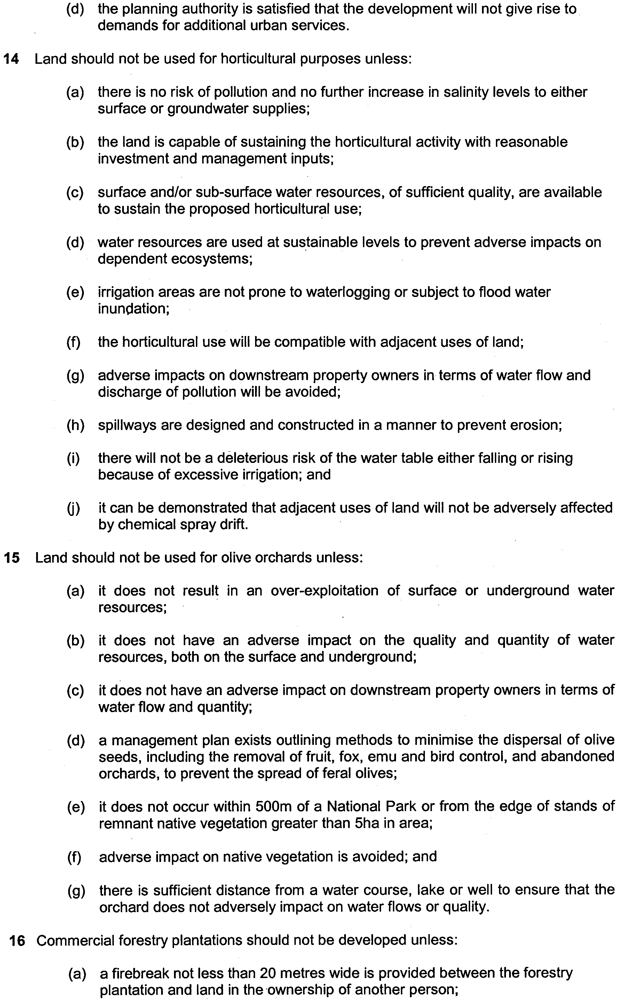 (d) the planning authority is satisfied that the development will not give rise to
demands for additional urban services.
14 Land should not be used for horticultural purposes unless:
(a) there is no risk of pollution and no further increase in salinity levels to either
surface or groundwater supplies;
(b) the land is capable of sustaining the horticultural activity with reasonable
investment and management inputs;
(c) surface and/or sub-surface water resources, of sufficient quality, are available
to sustain the proposed horticultural use;
(d) water resources are used at sustainable levels to prevent adverse impacts on
dependent ecosystems;
(e) irrigation areas are not prone to waterlogging or subject to flood water
inundation;
(f) the horticultural use will be compatible with adjacent uses of land;
(g) adverse impacts on downstream property owners in terms of water flow and
discharge of pollution will be avoided;
(h) spillways are designed and constructed in a manner to prevent erosion;
(i) there will not be a deleterious risk of the water table either falling or rising
because of excessive irrigation; and
(j) it can be demonstrated that adjacent uses of land will not be adversely affected
by chemical spray drift.
15 Land should not be used for olive orchards unless:
(a) it does not result in an over-exploitation of surface or underground water
resources;
(b) it does not have an adverse impact on the quality and quantity of water
resources, both on the surface and underground;
(c) it does not have an adverse impact on downstream property owners in terms of
water flow and quantity;
(d) a management plan exists outlining methods to minimise the dispersal of olive
seeds, including the removal of fruit, fox, emu and bird control, and abandoned
orchards, to prevent the spread of feral olives;
(e) it does not occur within 500m of a National Park or from the edge of stands of
remnant native vegetation greater than 5ha in area;
(f) adverse impact on native vegetation is avoided; and
(g) there is sufficient distance from a water course, lake or well to ensure that the
orchard does not adversely impact on water flows or quality.
16 Commercial forestry plantations should not be developed unless:
(a) a firebreak not less than 20 metres wide is provided between the forestry
plantation and land in the ownership of another person;